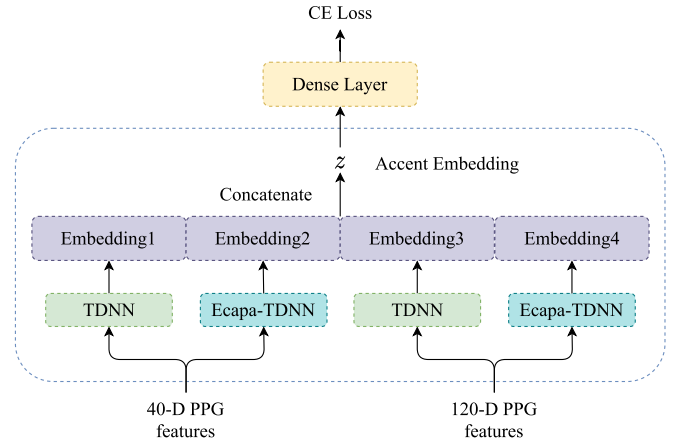 CE Loss
Dense Layer
z Accent Embedding
Concatenate
Embedding1 Embedding2 Embedding3 Embedding4
TDNN Ecapa-TDNN TDNN Ecapa-TDNN
40-D PPG
features
120-D PPG
features